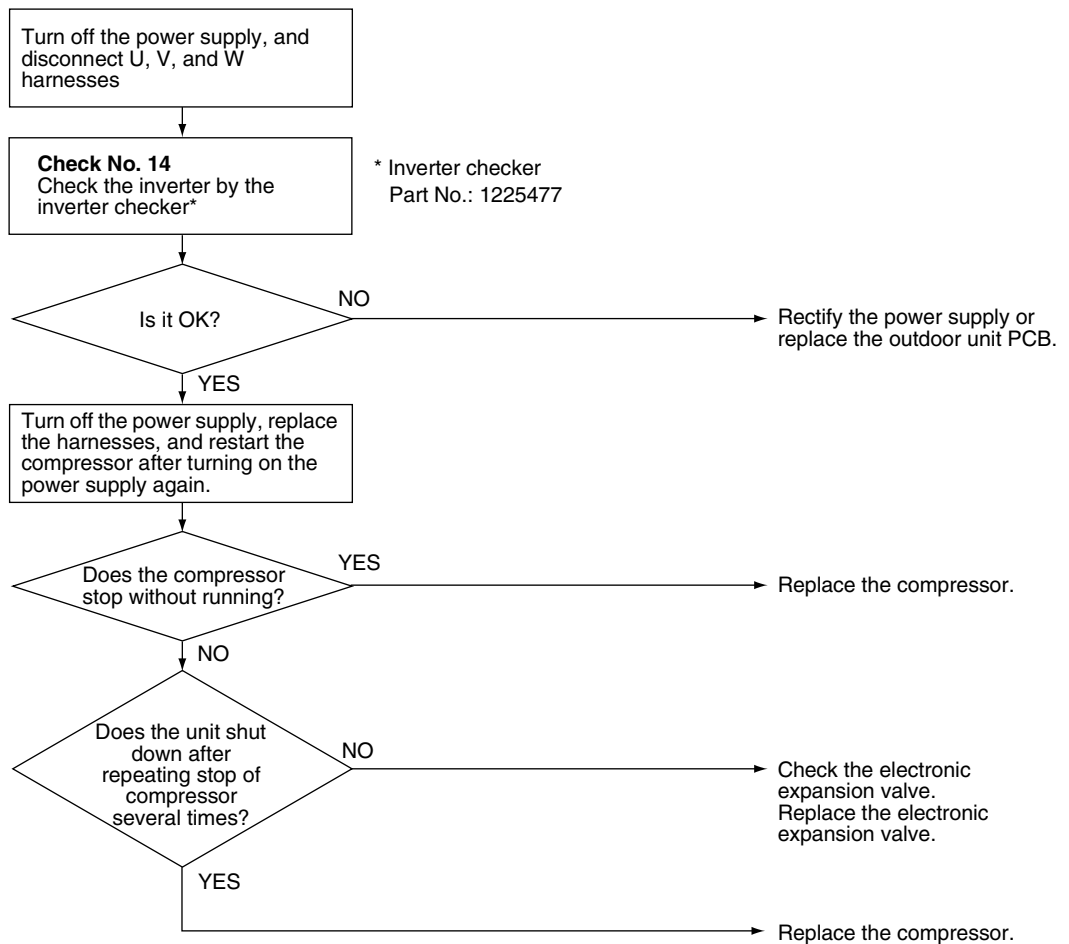 Turn off the power supply, and
disconnect U, V, and W
harnesses
Check No. 14
Check the inverter by the
inverter checker*
* Inverter checker
Part No.: 1225477
Is it OK?
NO
Rectify the power supply or
replace the outdoor unit PCB.
YES
Turn off the power supply, replace
the harnesses, and restart the
compressor after turning on the
power supply again.
Does the compressor
stop without running?
YES
Replace the compressor.
NO
Does the unit shut
down after
repeating stop of
compressor
several times?
NO
Check the electronic
expansion valve.
Replace the electronic
expansion valve.
YES
Replace the compressor.